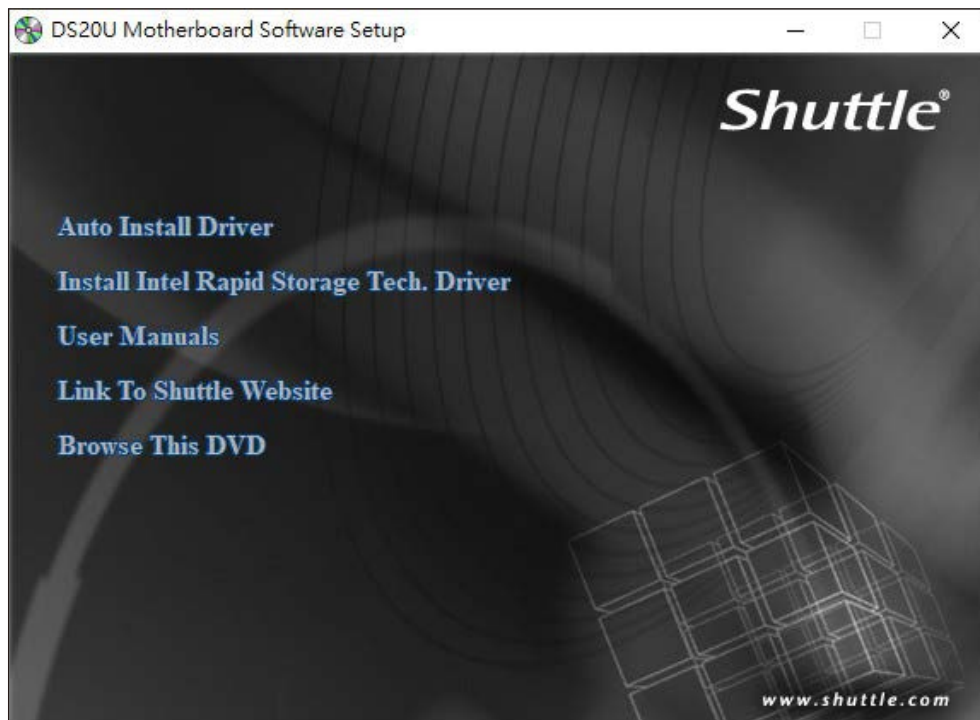 DS20U Motherboard Software Setup
Shuttle®
Auto Install Driver
Install Intel Rapid Storage Tech. Driver
User Manuals
Link To Shuttle Website
Browse This DVD
www.shuttle.com